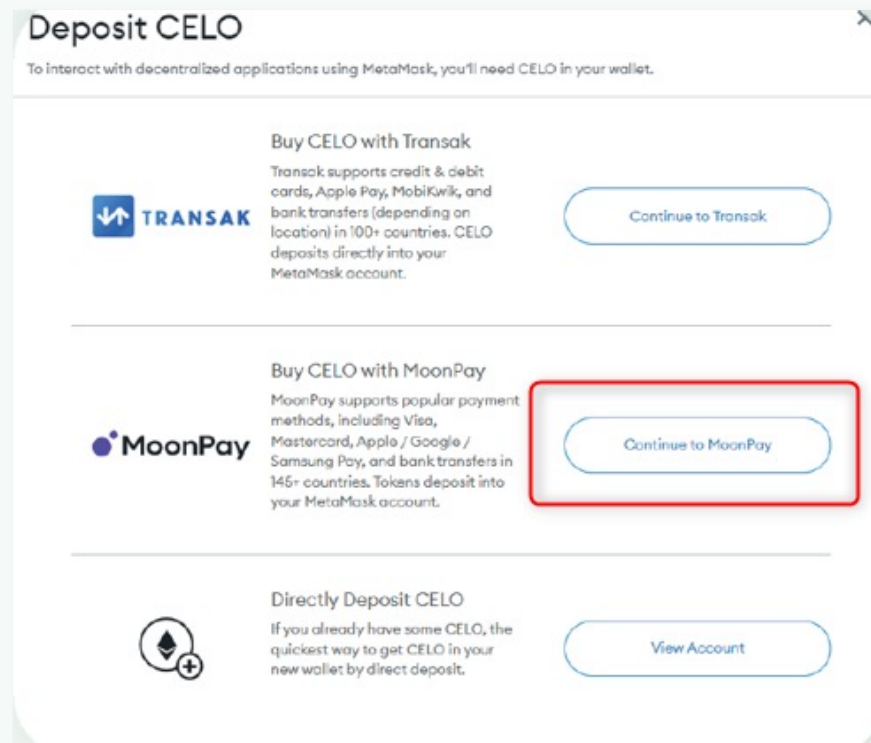 Deposit CELO
To interact with decentralized applications using MetaMask, you'll need CELO in your wallet.
Buy CELO with Transak
Transak supports credit & debit
cards, Apple Pay, MobiKwik, and
bank transfers (depending on
location) in 100+ countries. CELO
deposits directly into your
MetaMask account.
TRANSAK
Continue to Transak
Buy CELO with MoonPay
MoonPay supports popular payment
methods, including Visa,
Mastercard, Apple / Google /
Samsung Pay, and bank transfers in
145+ countries. Tokens deposit into
your MetaMask account.
MoonPay
Continue to MoonPay
Directly Deposit CELO
If you already have some CELO, the
quickest way to get CELO in your
new wallet by direct deposit.
View Account